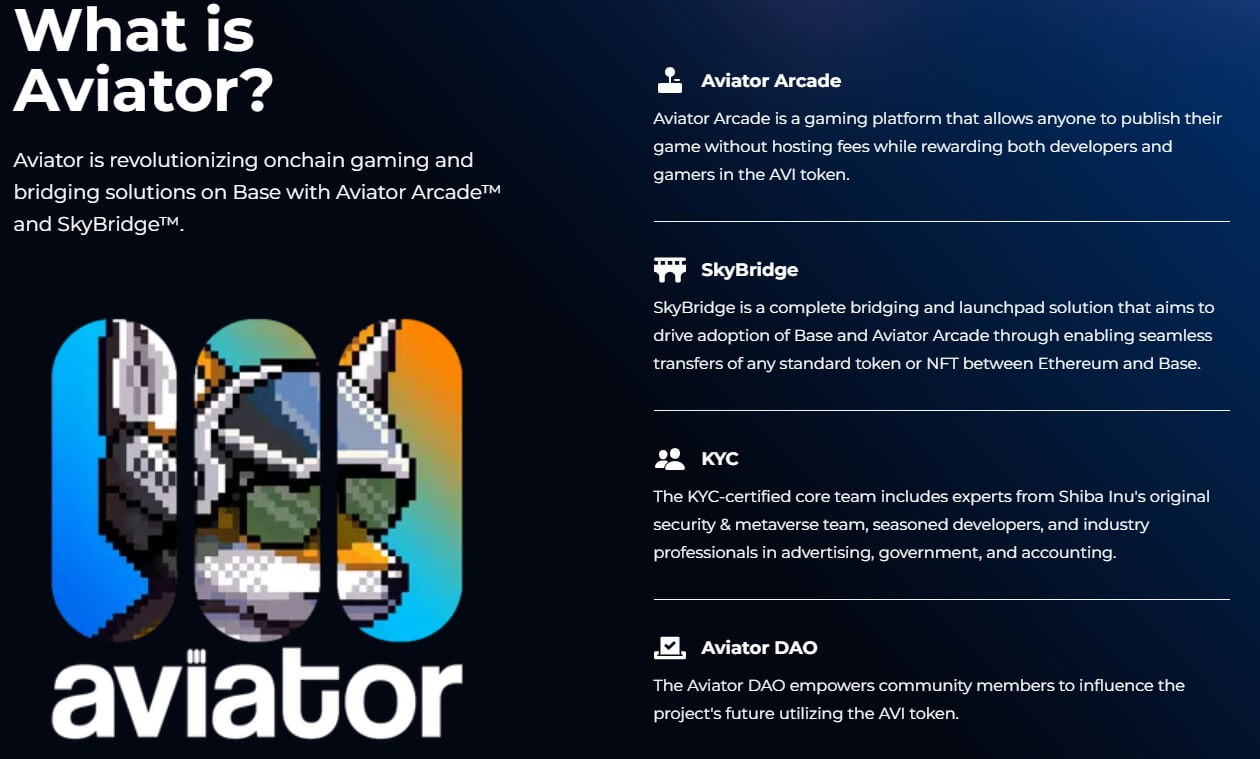 What is
Aviator?
Aviator is revolutionizing onchain gaming and
bridging solutions on Base with Aviator Arcade™
and SkyBridge™.
aviator
Aviator Arcade
Aviator Arcade is a gaming platform that allows anyone to publish their
game without hosting fees while rewarding both developers and
gamers in the AVI token.
SkyBridge
SkyBridge is a complete bridging and launchpad solution that aims to
drive adoption of Base and Aviator Arcade through enabling seamless
transfers of any standard token or NFT between Ethereum and Base.
KYC
The KYC-certified core team includes experts from Shiba Inu's original
security & metaverse team, seasoned developers, and industry
professionals in advertising, government, and accounting.
Aviator DAO
The Aviator DAO empowers community members to influence the
project's future utilizing the AVI token.